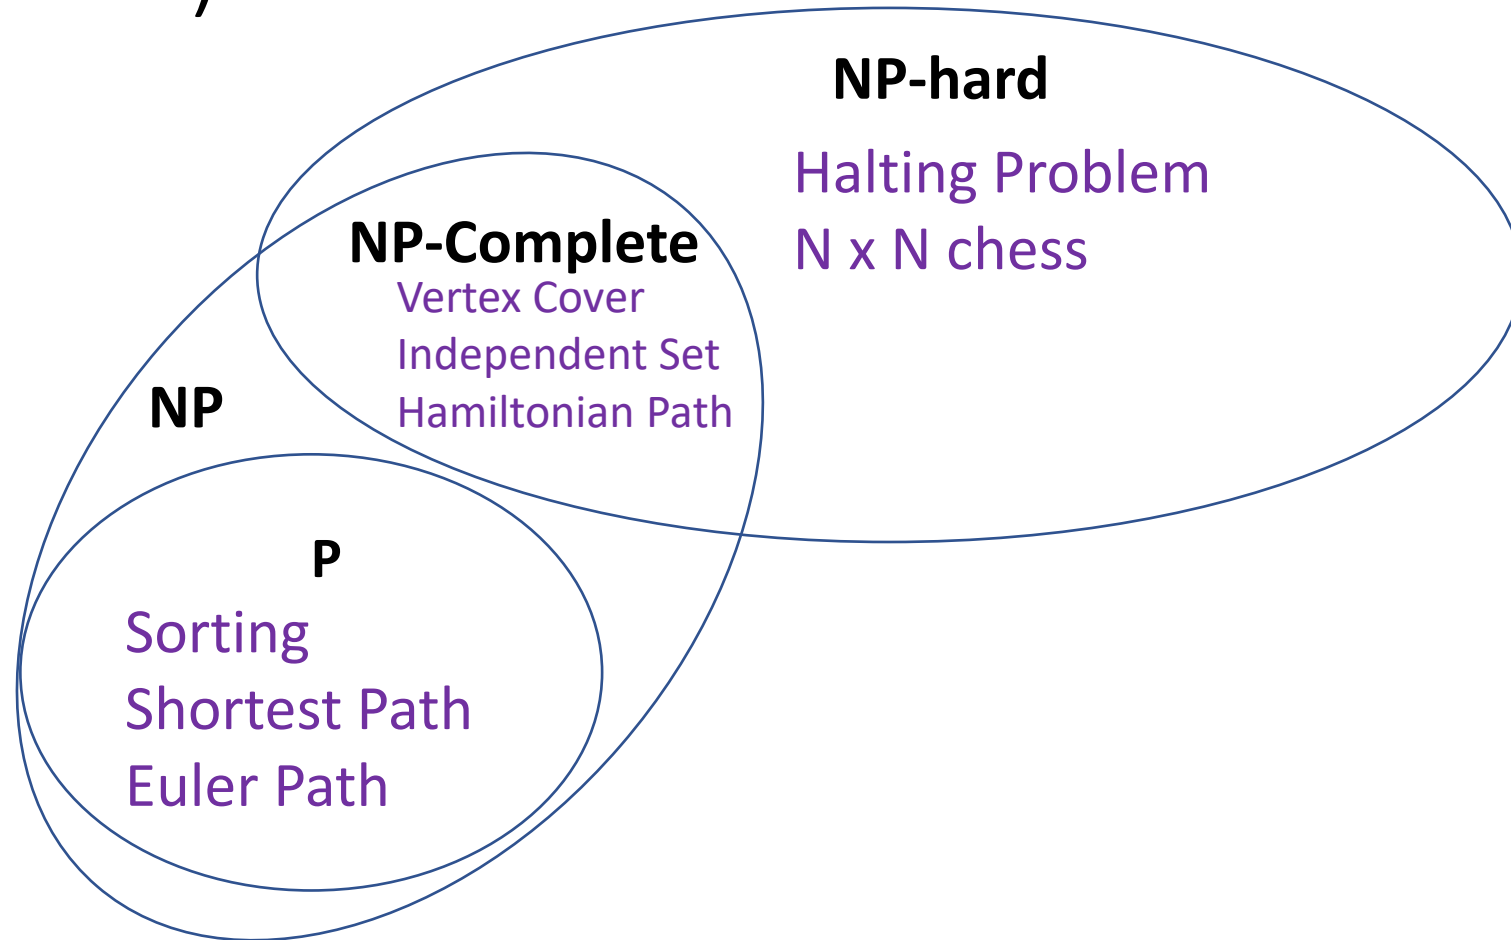 )
NP-hard
Halting Problem
N x N chess
NP-Complete
Vertex Cover
Independent Set
Hamiltonian Path
NP
P
Sorting
Shortest Path
Euler Path